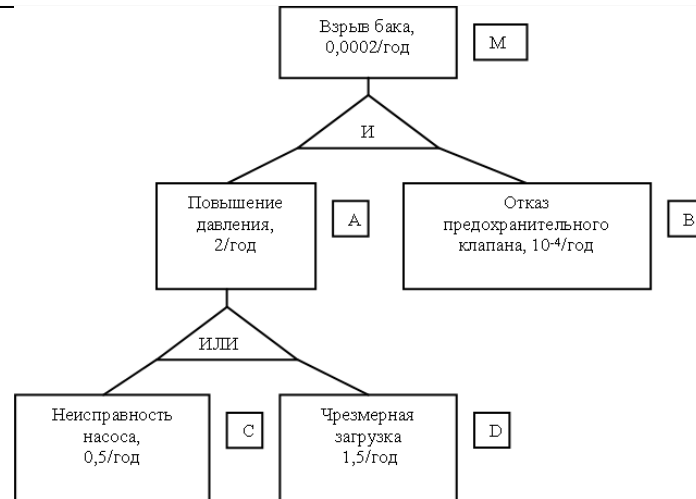 Взрыв бака,
0,0002/год
М
И
Повышение
давления,
2/год
А
Отказ
предохранительного
клапана, 10⁻⁴/год
В
ИЛИ
Неисправность
насоса,
0,5/год
С
Чрезмерная
загрузка
1,5/год
D